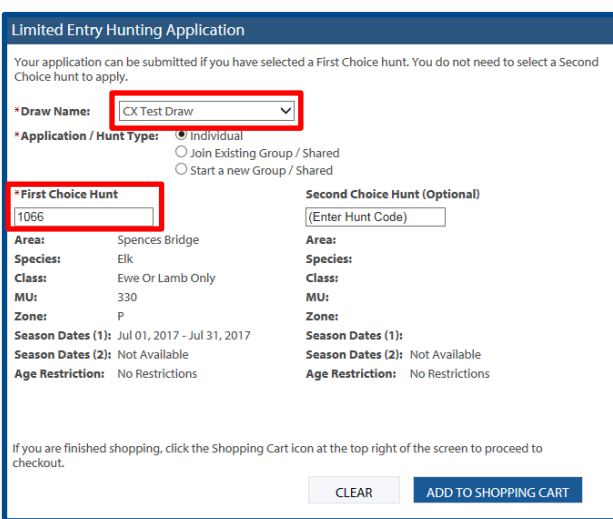 Limited Entry Hunting Application
Your application can be submitted if you have selected a First Choice hunt. You do not need to select a Second
Choice hunt to apply.
*Draw Name: CX Test Draw
*Application / Hunt Type: Individual
Join Existing Group / Shared
Start a new Group / Shared
*First Choice Hunt Second Choice Hunt (Optional)
1066 (Enter Hunt Code)
Area: Spences Bridge Area:
Species: Elk Species:
Class: Ewe Or Lamb Only Class:
MU: 330 MU:
Zone: P Zone:
Season Dates (1): Jul 01, 2017 - Jul 31, 2017 Season Dates (1):
Season Dates (2): Not Available Season Dates (2): Not Available
Age Restriction: No Restrictions Age Restriction: No Restrictions
If you are finished shopping, click the Shopping Cart icon at the top right of the screen to proceed to
checkout.
CLEAR ADD TO SHOPPING CART